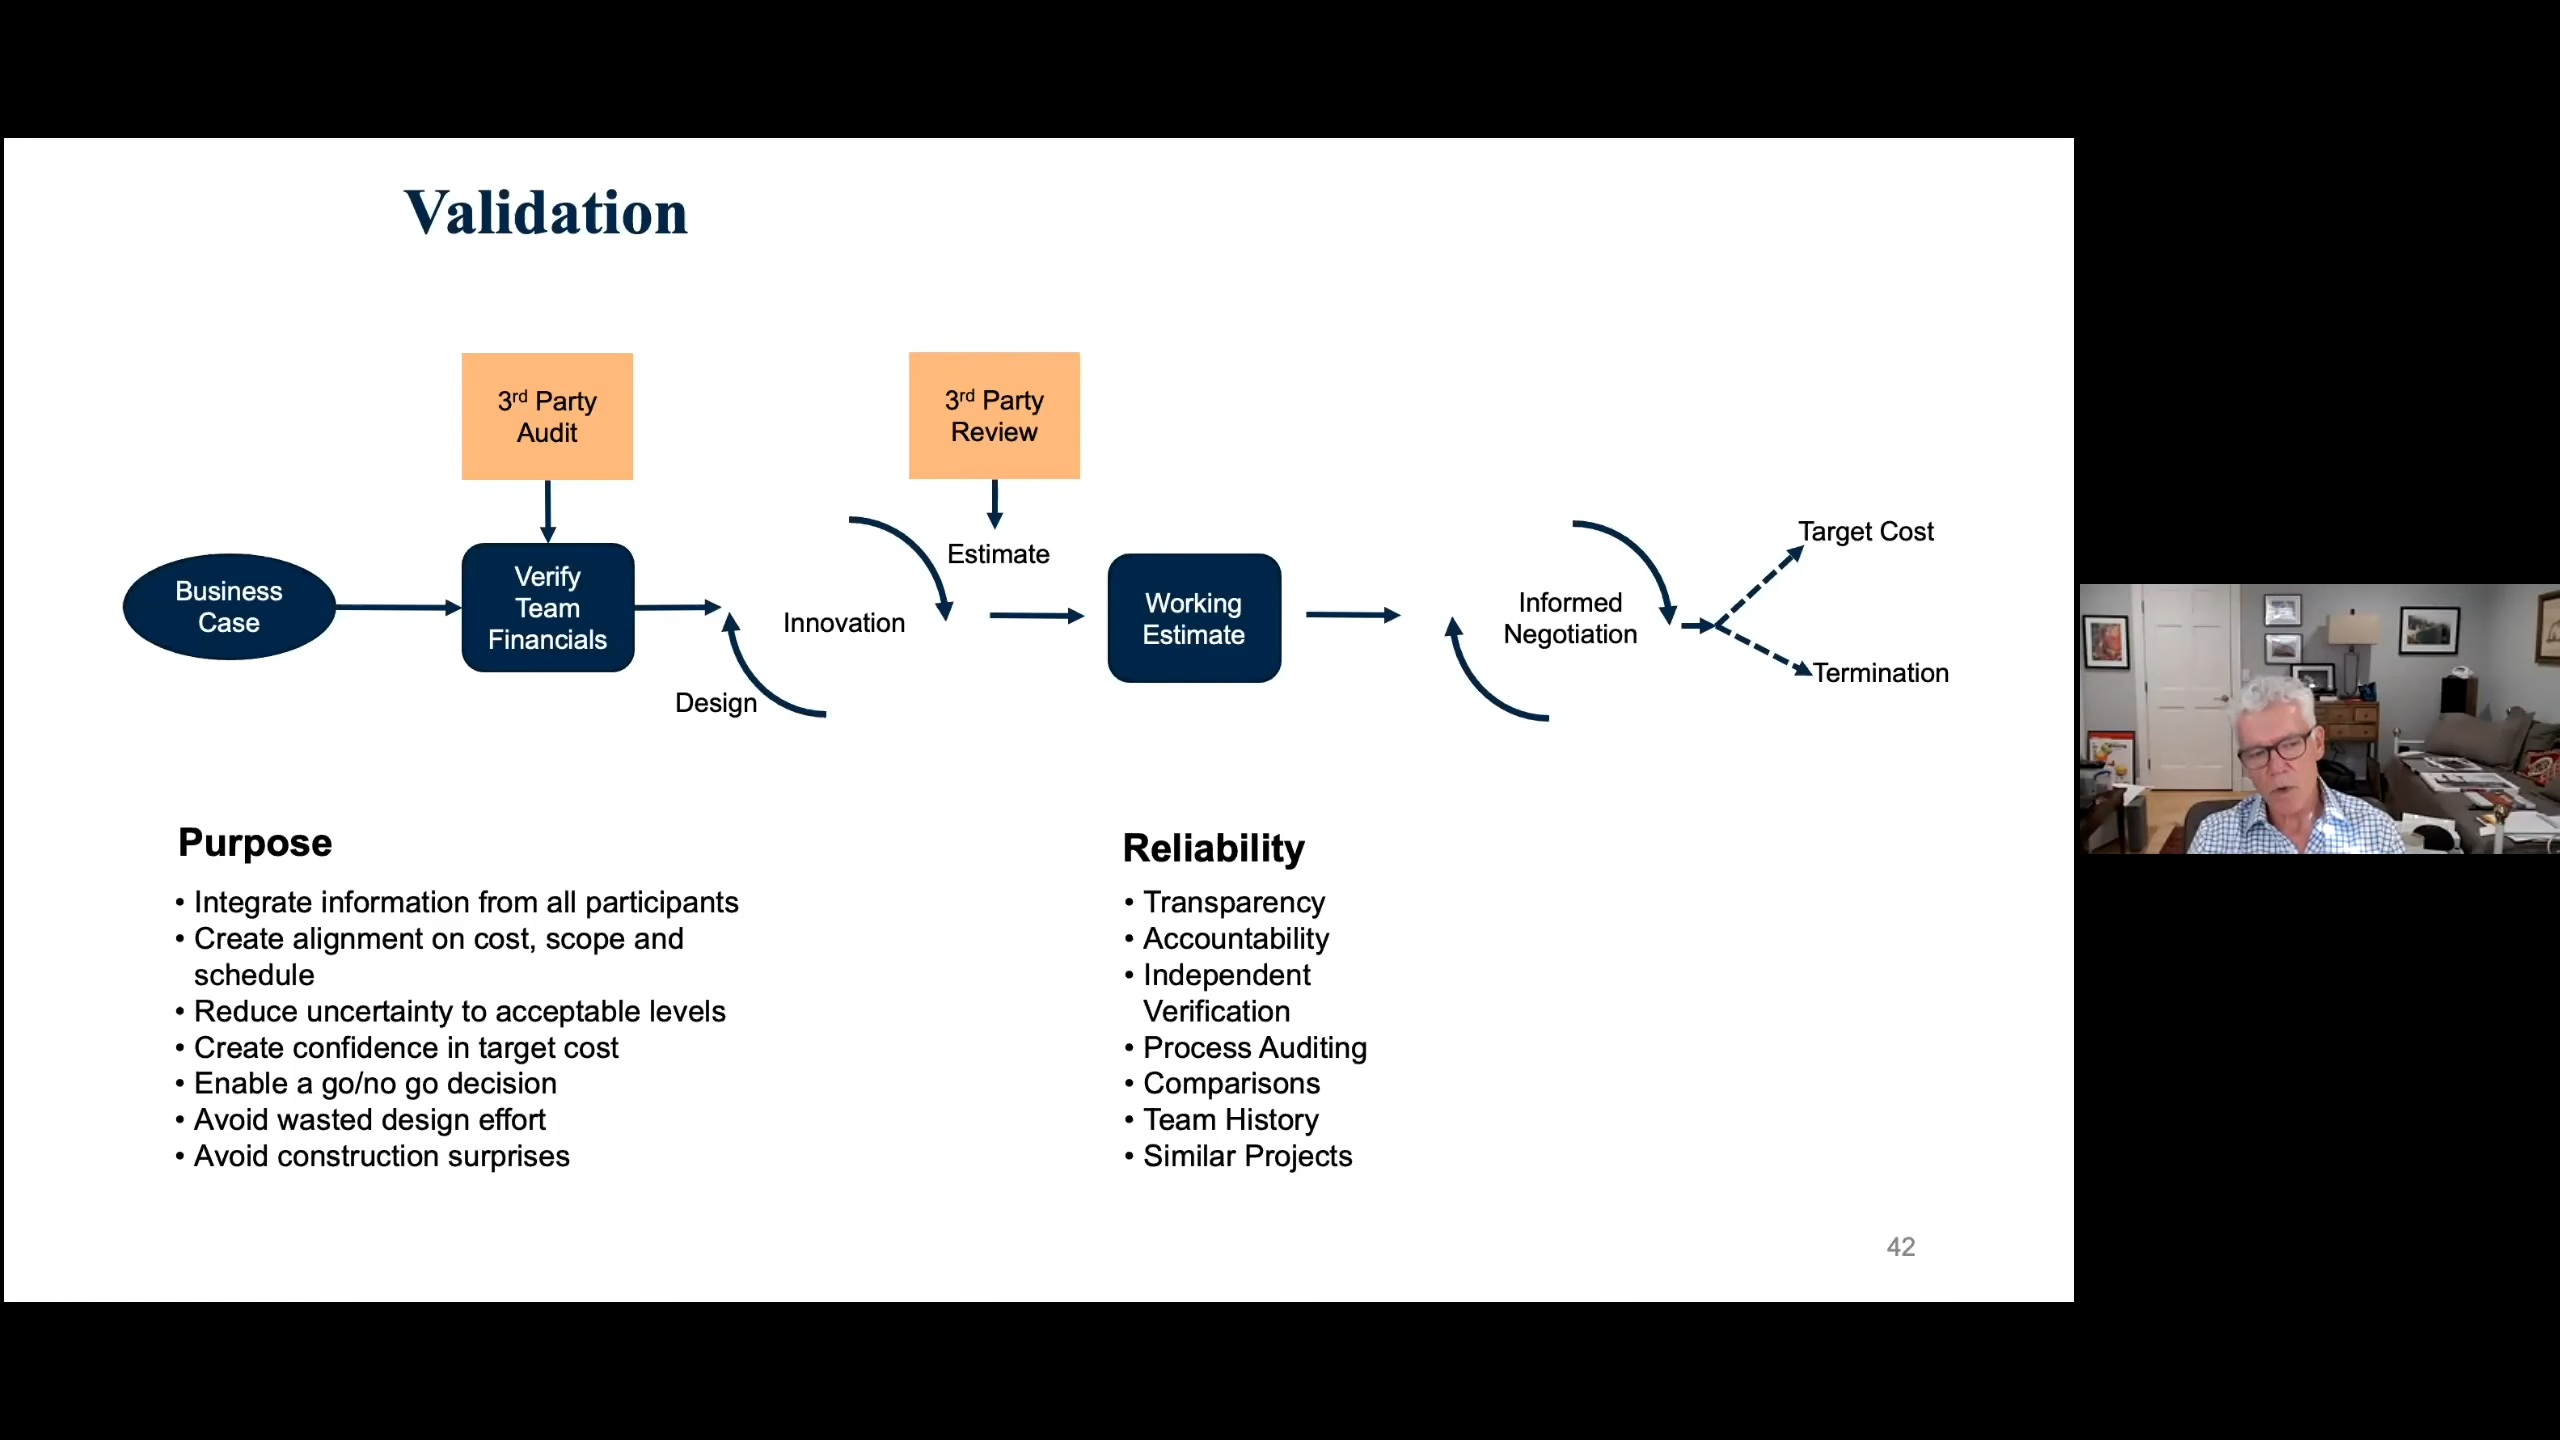 Validation
3rd Party
Audit
3rd Party
Review
Business
Case
Verify
Team
Financials
Design
Innovation
Estimate
Working
Estimate
Informed
Negotiation
Target Cost
Termination
Purpose
• Integrate information from all participants
• Create alignment on cost, scope and
schedule
• Reduce uncertainty to acceptable levels
• Create confidence in target cost
• Enable a go/no go decision
• Avoid wasted design effort
• Avoid construction surprises
Reliability
• Transparency
• Accountability
• Independent
Verification
• Process Auditing
• Comparisons
• Team History
• Similar Projects
42